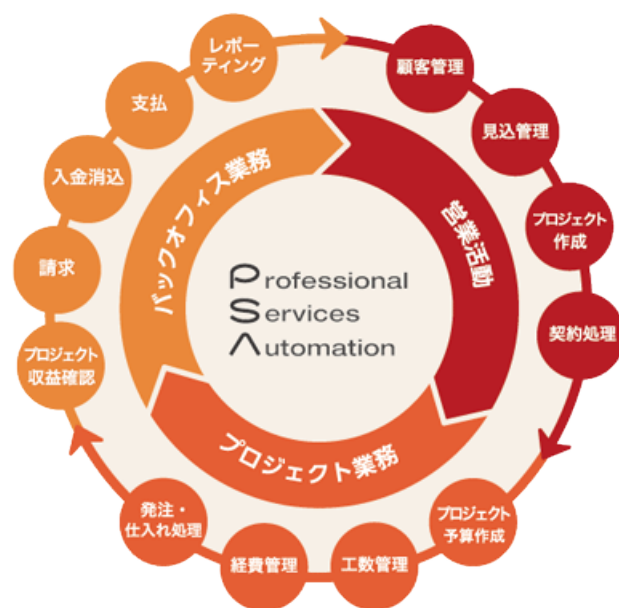 レポー
ティング
顧客管理
見込管理
プロジェクト
作成
契約処理
プロジェクト
予算作成
工数管理
経費管理
発注・
仕入れ処理
プロジェクト
収益確認
請求
入金消込
支払
バックオフィス業務
営業活動
プロジェクト業務
Professional
Services
Automation